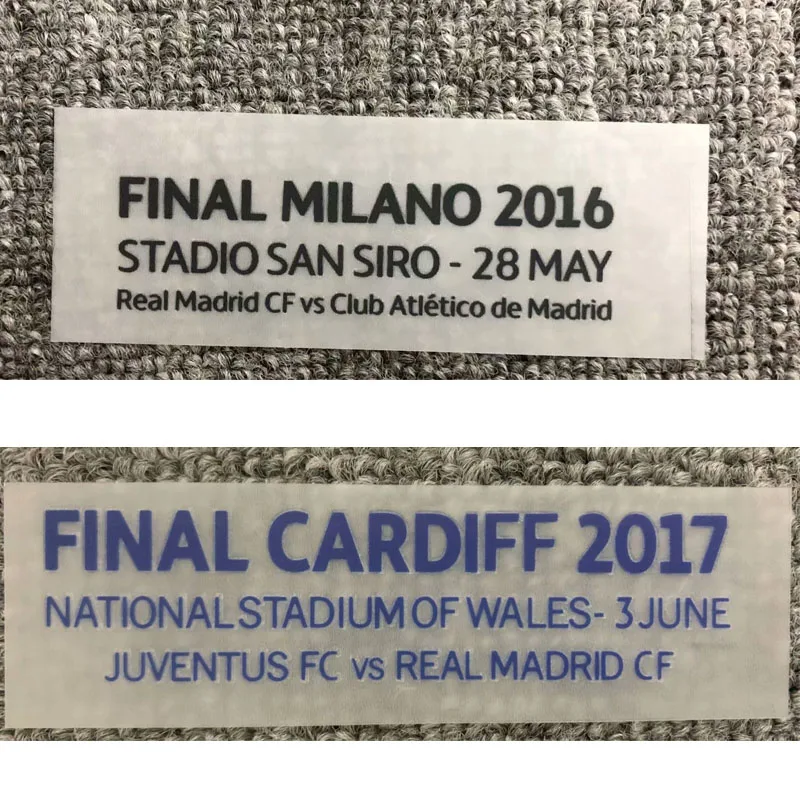 FINAL MILANO 2016
STADIO SAN SIRO - 28 MAY
Real Madrid CF vs Club Atlético de Madrid
FINAL CARDIFF 2017
NATIONAL STADIUM OF WALES- 3 JUNE
JUVENTUS FC vs REAL MADRID CF